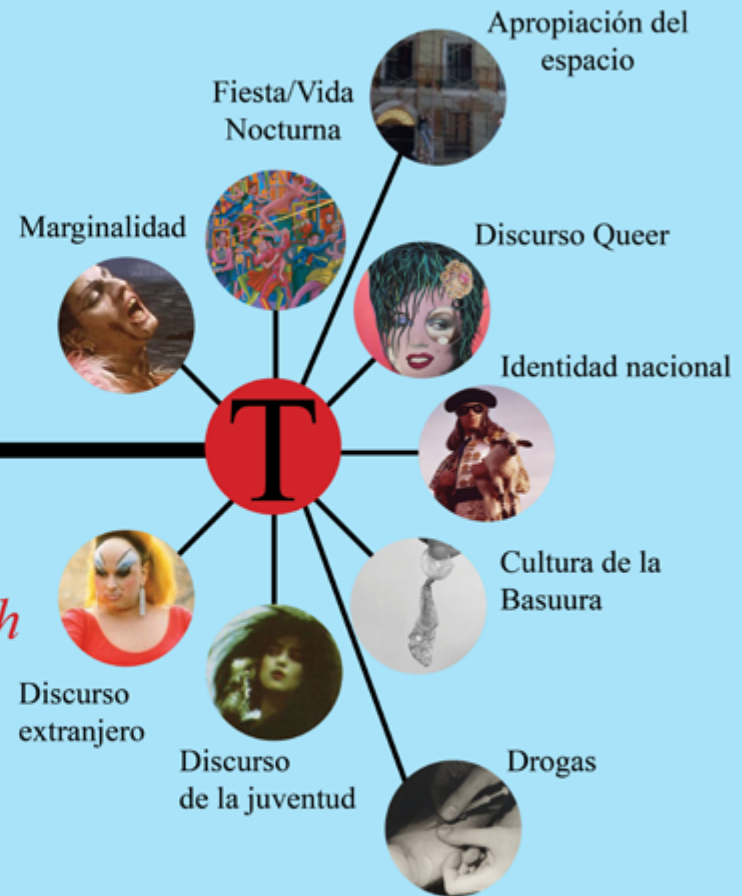 Apropiación del
espacio
Fiesta/Vida
Nocturna
Marginalidad
Discurso Queer
Identidad nacional
T
Cultura de la
Basuura
h
Discurso
extranjero
Discurso
de la juventud
Drogas